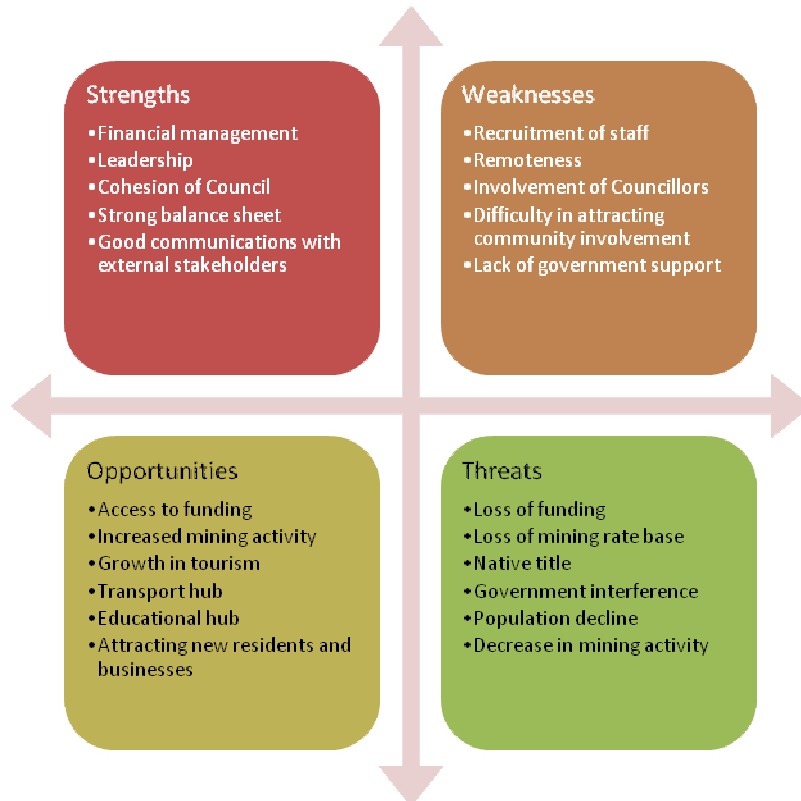 Strengths
•Financial management
•Leadership
•Cohesion of Council
•Strong balance sheet
•Good communications with
external stakeholders
Weaknesses
•Recruitment of staff
•Remoteness
•Involvement of Councillors
•Difficulty in attracting
community involvement
•Lack of government support
Opportunities
•Access to funding
•Increased mining activity
•Growth in tourism
•Transport hub
•Educational hub
•Attracting new residents and
businesses
Threats
•Loss of funding
•Loss of mining rate base
•Native title
•Government interference
•Population decline
•Decrease in mining activity